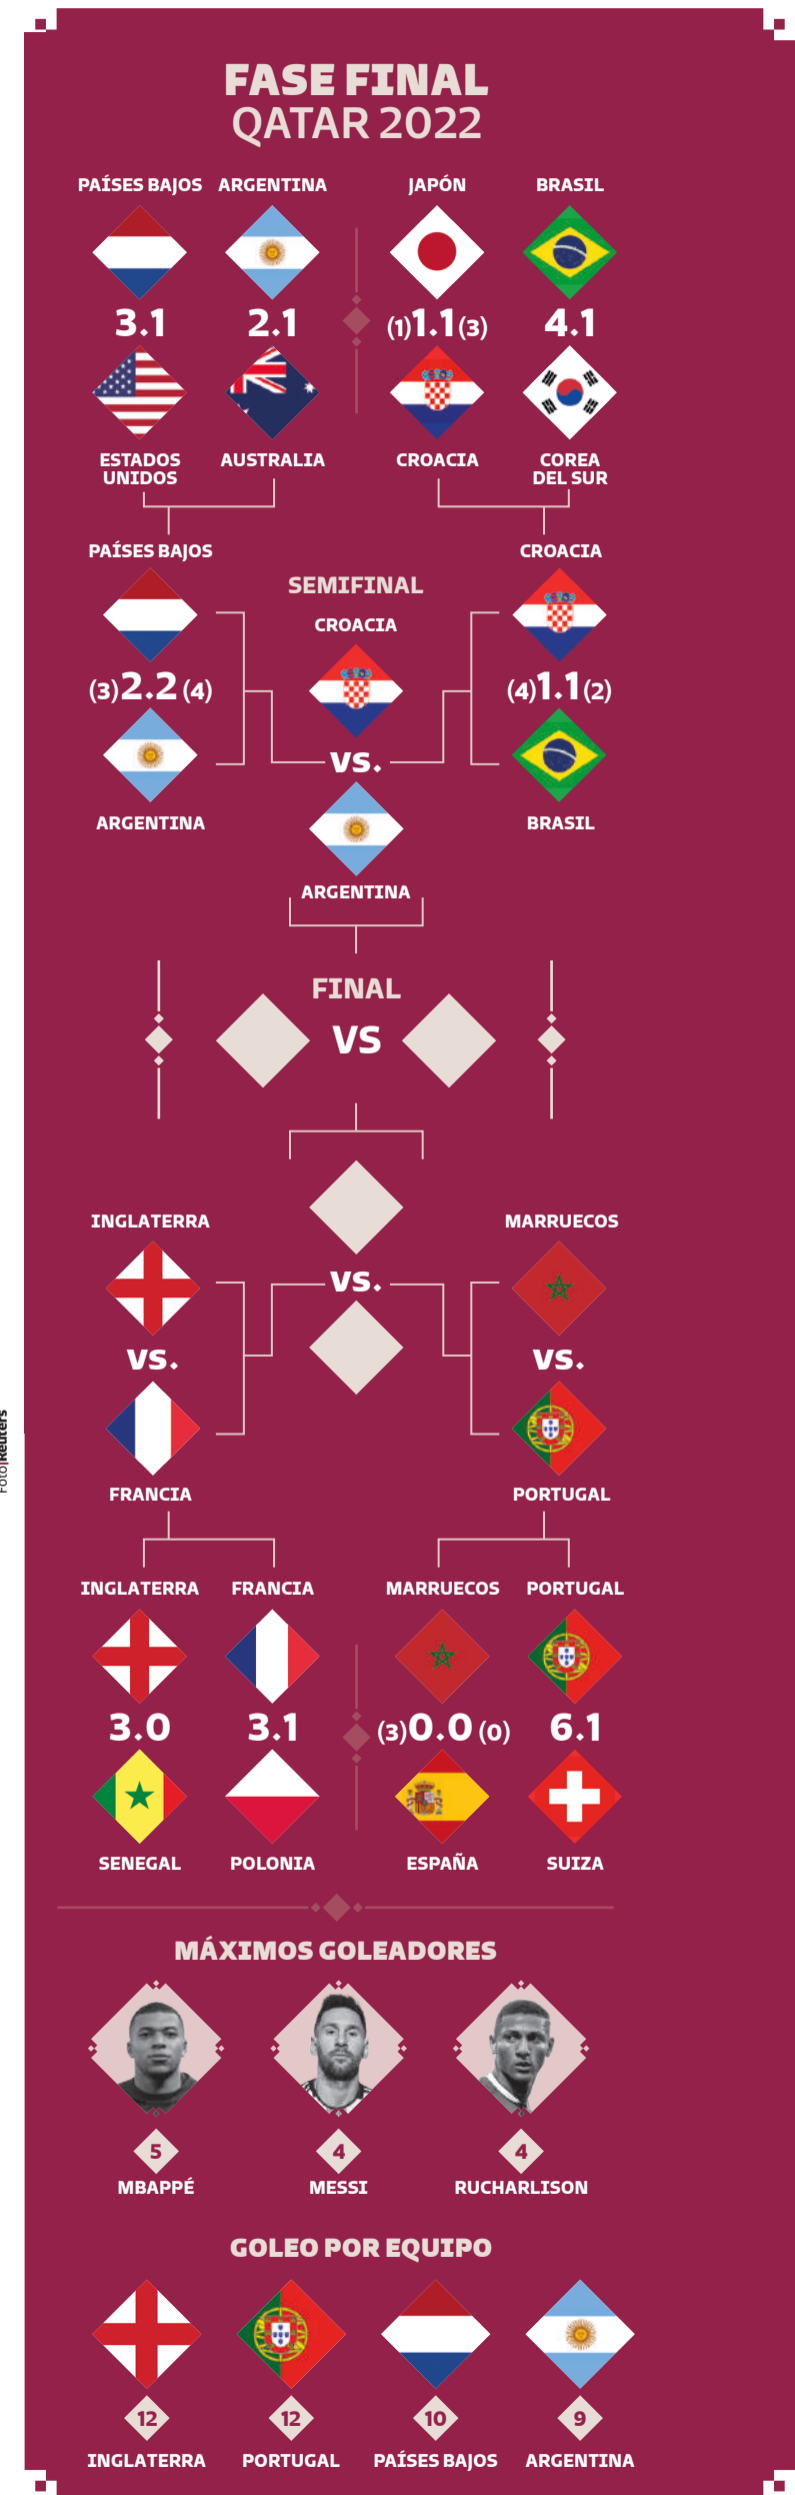 FASE FINAL
QATAR 2022
PAÍSES BAJOS ARGENTINA JAPÓN BRASIL
3.1 2.1 (1)1.1(3) 4.1
ESTADOS UNIDOS AUSTRALIA CROACIA COREA DEL SUR
PAÍSES BAJOS CROACIA
SEMIFINAL
CROACIA
(3)2.2(4) (4)1.1(2)
VS.
ARGENTINA BRASIL
ARGENTINA
FINAL
VS
INGLATERRA MARRUECOS
VS.
VS. VS.
FRANCIA PORTUGAL
INGLATERRA FRANCIA MARRUECOS PORTUGAL
3.0 3.1 (3)0.0(0) 6.1
SENEGAL POLONIA ESPAÑA SUIZA
MÁXIMOS GOLEADORES
5 4 4
MBAPPÉ MESSI RUCHARLISON
GOLEO POR EQUIPO
12 12 10 9
INGLATERRA PORTUGAL PAÍSES BAJOS ARGENTINA
Foto|Reuters